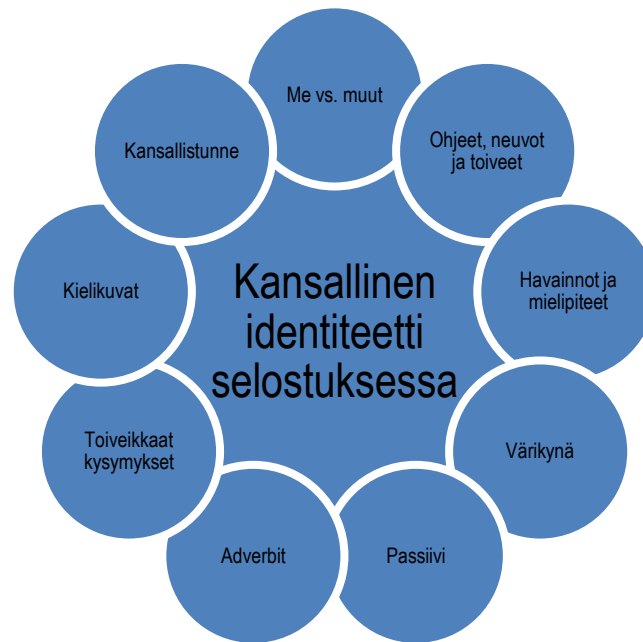 Me vs. muut
Ohjeet, neuvot
ja toiveet
Havainnot ja
mielipiteet
Värikynä
Passiivi
Adverbit
Toiveikkaat
kysymykset
Kielikuvat
Kansallistunne
Kansallinen
identiteetti
selostuksessa